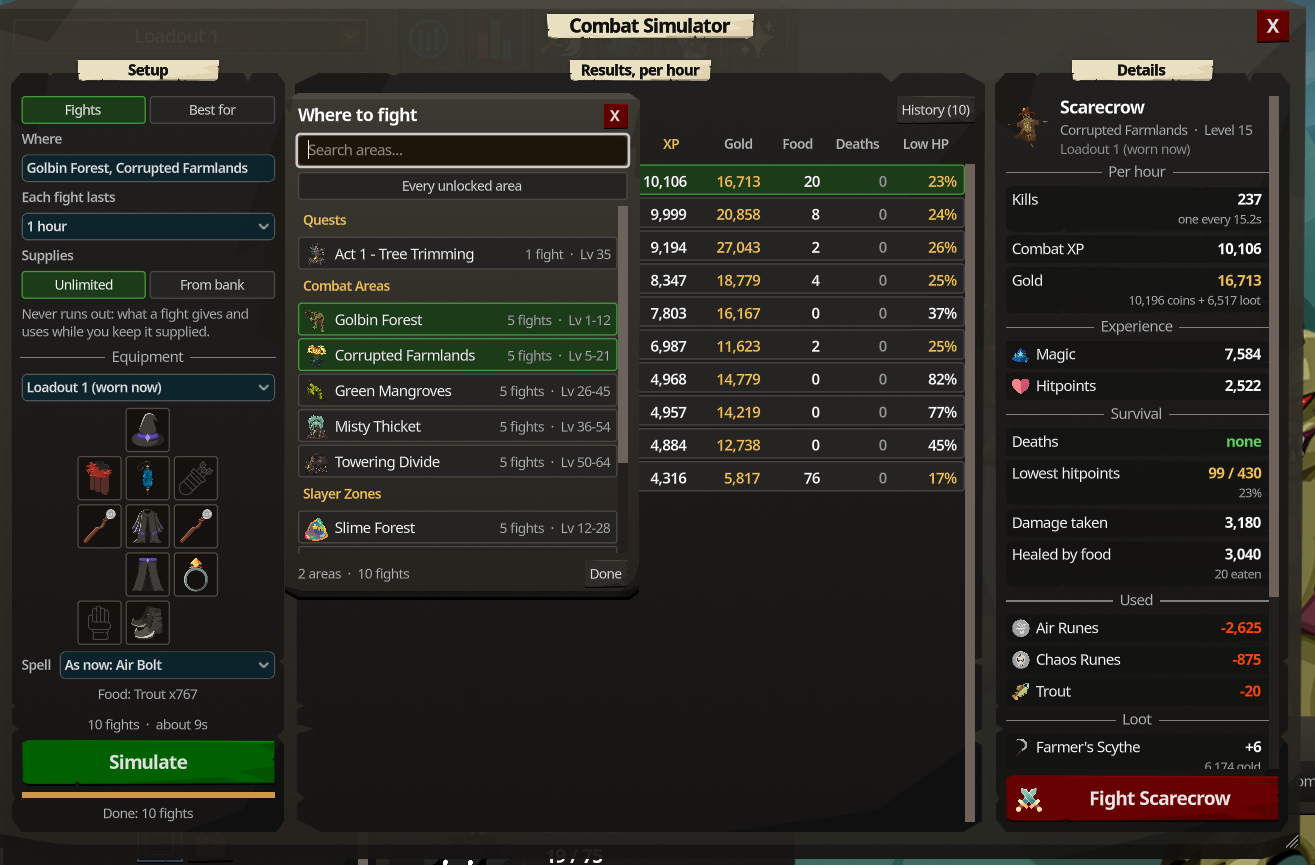 Loadout 1
Combat Simulator
X
Setup
Fights
Best for
Where
Golbin Forest, Corrupted Farmlands
Each fight lasts
1 hour
Supplies
Unlimited
From bank
Never runs out: what a fight gives and
uses while you keep it supplied.
Equipment
Loadout 1 (worn now)
Spell
As now: Air Bolt
Food: Trout x767
10 fights · about 9s
Simulate
Done: 10 fights
Results, per hour
History (10)
Where to fight
X
Search areas...
Every unlocked area
Quests
Act 1 - Tree Trimming 1 fight · Lv 35
Combat Areas
Golbin Forest 5 fights · Lv 1-12
Corrupted Farmlands 5 fights · Lv 5-21
Green Mangroves 5 fights · Lv 26-45
Misty Thicket 5 fights · Lv 36-54
Towering Divide 5 fights · Lv 50-64
Slayer Zones
Slime Forest 5 fights · Lv 12-28
2 areas · 10 fights
Done
XP Gold Food Deaths Low HP
10,106 16,713 20 0 23%
9,999 20,858 8 0 24%
9,194 27,043 2 0 26%
8,347 18,779 4 0 25%
7,803 16,167 0 0 37%
6,987 11,623 2 0 25%
4,968 14,779 0 0 82%
4,957 14,219 0 0 77%
4,884 12,738 0 0 45%
4,316 5,817 76 0 17%
Details
Scarecrow
Corrupted Farmlands · Level 15
Loadout 1 (worn now)
Per hour
Kills 237
one every 15.2s
Combat XP 10,106
Gold 16,713
10,196 coins + 6,517 loot
Experience
Magic 7,584
Hitpoints 2,522
Survival
Deaths none
Lowest hitpoints 99 / 430
23%
Damage taken 3,180
Healed by food 3,040
20 eaten
Used
Air Runes -2,625
Chaos Runes -875
Trout -20
Loot
Farmer's Scythe +6
6,174 gold
Fight Scarecrow
19 / 75